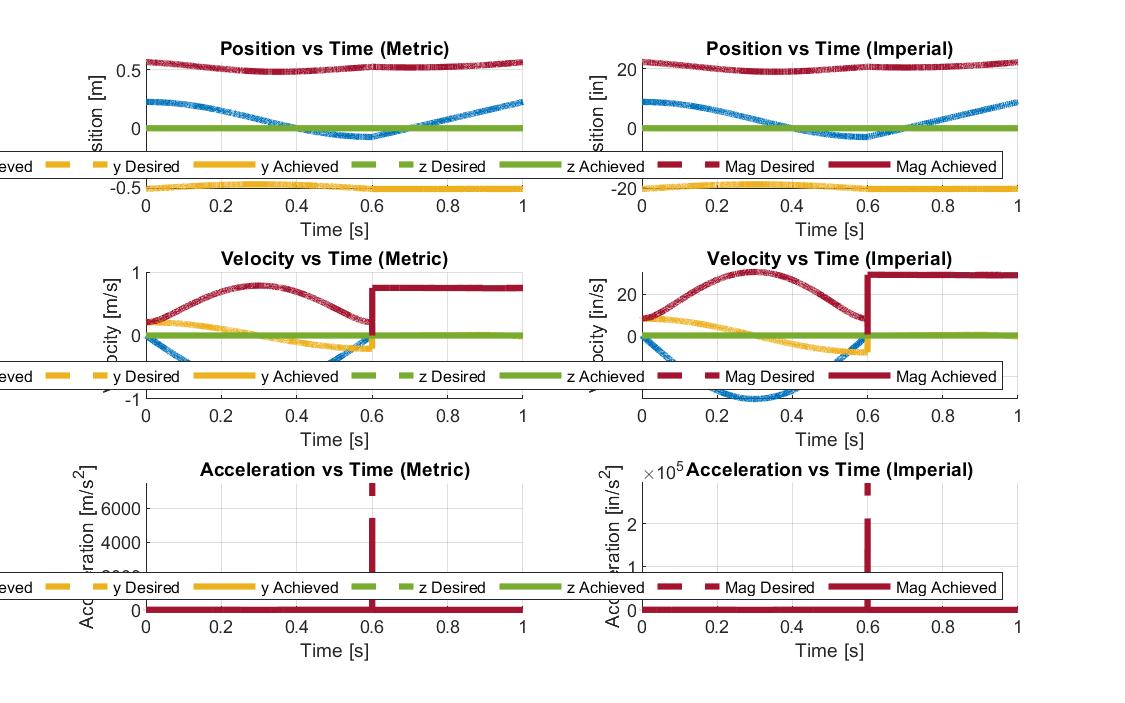 Position vs Time (Metric)
0.5
0
-0.5
sition [m]
eved y Desired y Achieved z Desired z Achieved Mag Desired Mag Achieved
0 0.2 0.4 0.6 0.8 1
Time [s]
Position vs Time (Imperial)
20
0
-20
sition [in]
0 0.2 0.4 0.6 0.8 1
Time [s]
Velocity vs Time (Metric)
1
0
-1
ocity [m/s]
eved y Desired y Achieved z Desired z Achieved Mag Desired Mag Achieved
0 0.2 0.4 0.6 0.8 1
Time [s]
Velocity vs Time (Imperial)
20
0
ocity [in/s]
0 0.2 0.4 0.6 0.8 1
Time [s]
Acceleration vs Time (Metric)
6000
4000
0
eration [m/s²]
eved y Desired y Achieved z Desired z Achieved Mag Desired Mag Achieved
0 0.2 0.4 0.6 0.8 1
Time [s]
×10⁵ Acceleration vs Time (Imperial)
2
1
0
eration [in/s²]
0 0.2 0.4 0.6 0.8 1
Time [s]